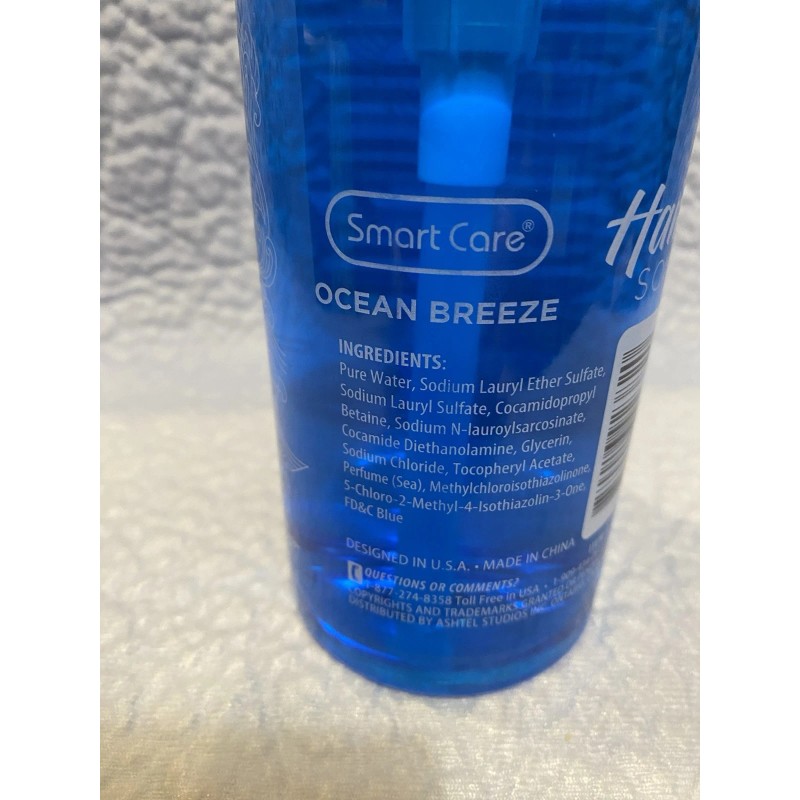 Smart Care®
OCEAN BREEZE
Ha
SO
INGREDIENTS:
Pure Water, Sodium Lauryl Ether Sulfate,
Sodium Lauryl Sulfate, Cocamidopropyl
Betaine, Sodium N-lauroylsarcosinate,
Cocamide Diethanolamine, Glycerin,
Sodium Chloride, Tocopheryl Acetate,
Perfume (Sea), Methylchloroisothiazolinone,
5-Chloro-2-Methyl-4-Isothiazolin-3-One,
FD&C Blue
DESIGNED IN U.S.A. • MADE IN CHINA
QUESTIONS OR COMMENTS?
1-877-274-8358 Toll Free in USA •
COPYRIGHTS AND TRADEMARKS GRANTED
DISTRIBUTED BY ASHTEL STUDIOS INC.